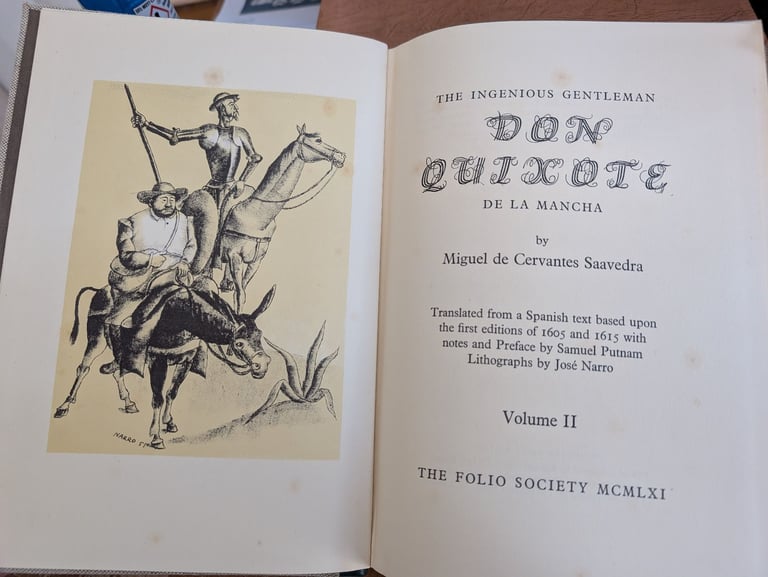 NARRO
THE INGENIOUS GENTLEMAN
DON
QUIXOTE
DE LA MANCHA
by
Miguel de Cervantes Saavedra
Translated from a Spanish text based upon
the first editions of 1605 and 1615 with
notes and Preface by Samuel Putnam
Lithographs by José Narro
Volume II
THE FOLIO SOCIETY MCMLXI